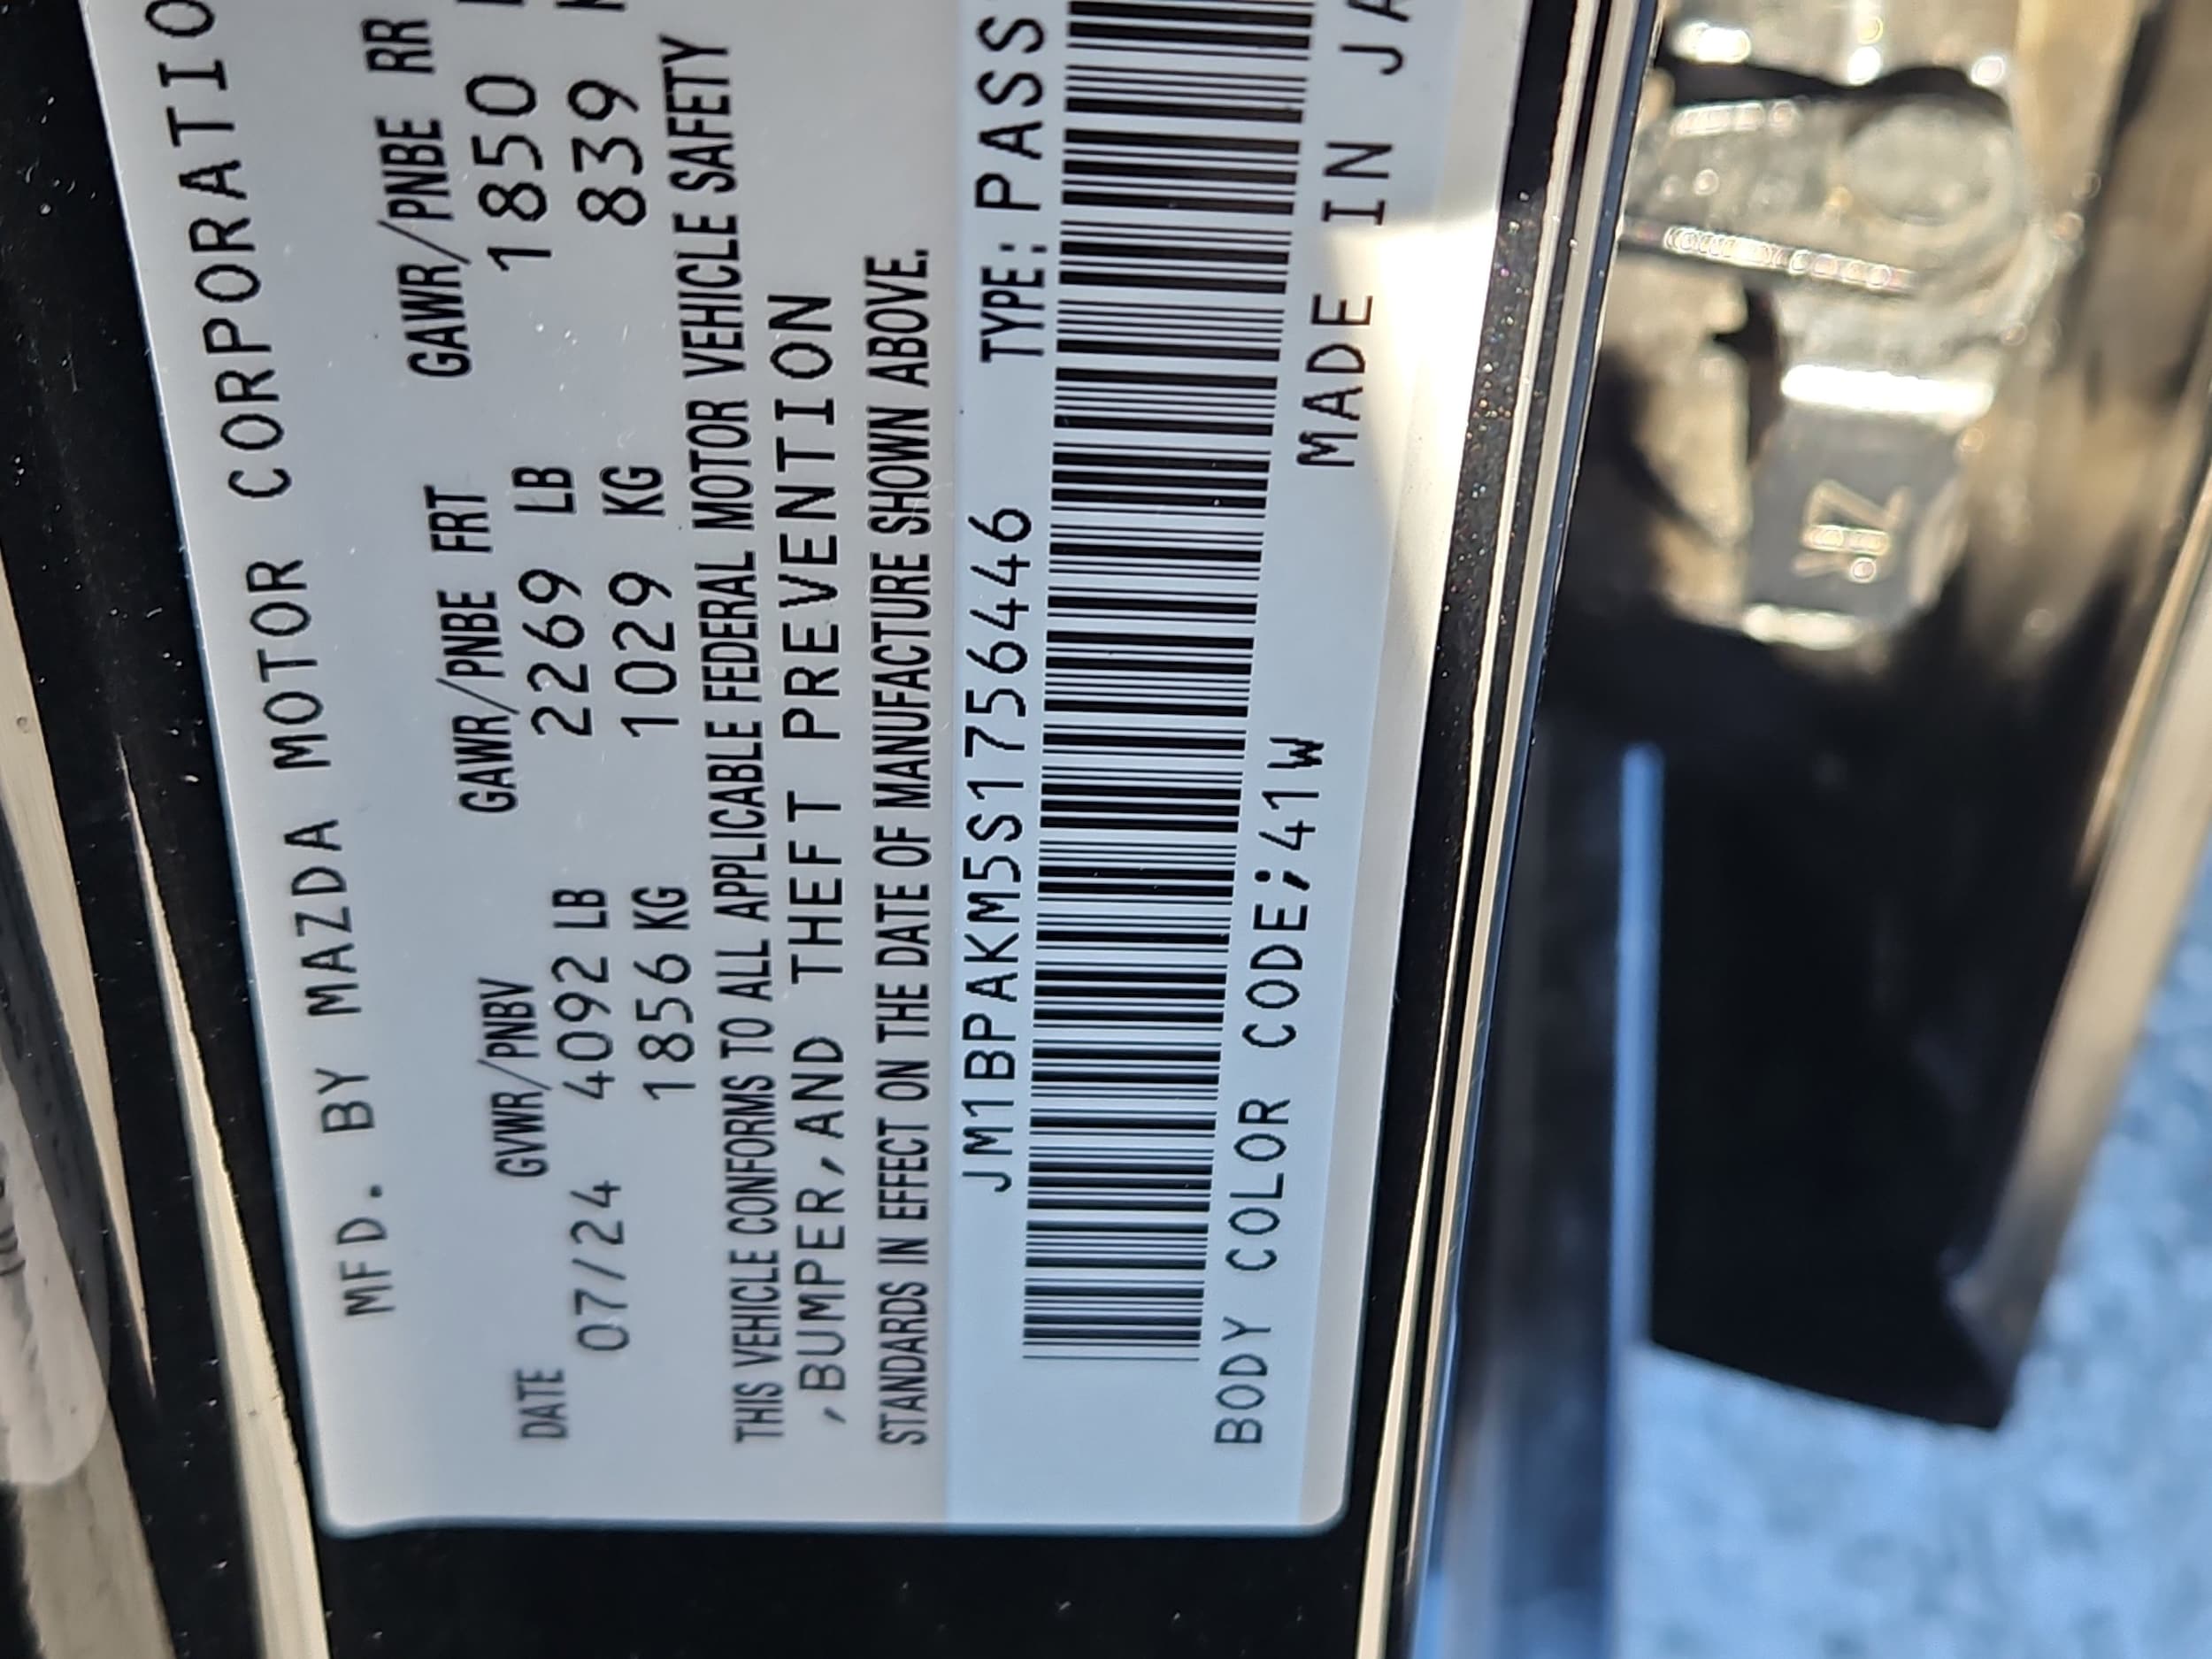 MFD. BY MAZDA MOTOR CORPORATIO
DATE GVWR/PNBV GAWR/PNBE FRT GAWR/PNBE RR
07/24 4092 LB 2269 LB 1850
1856 KG 1029 KG 839
THIS VEHICLE CONFORMS TO ALL APPLICABLE FEDERAL MOTOR VEHICLE SAFETY
,BUMPER,AND THEFT PREVENTION
STANDARDS IN EFFECT ON THE DATE OF MANUFACTURE SHOWN ABOVE.
JM1BPAKM5S1756446 TYPE: PASS
BODY COLOR CODE;41W MADE IN JA